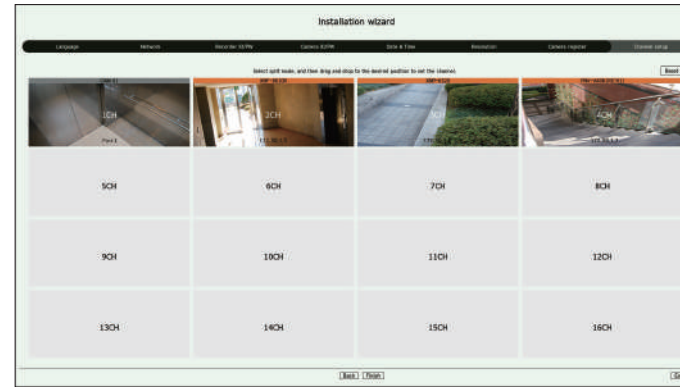 Installation wizard
Language Network Recorder ID/PW Camera ID/PW Date & Time Resolution Camera register Channel setup
Select split mode, and then drag and drop to the desired position to set the channel.
Reset
1CH 2CH 4CH
5CH 6CH 7CH 8CH
9CH 10CH 11CH 12CH
13CH 14CH 15CH 16CH
Back Finish